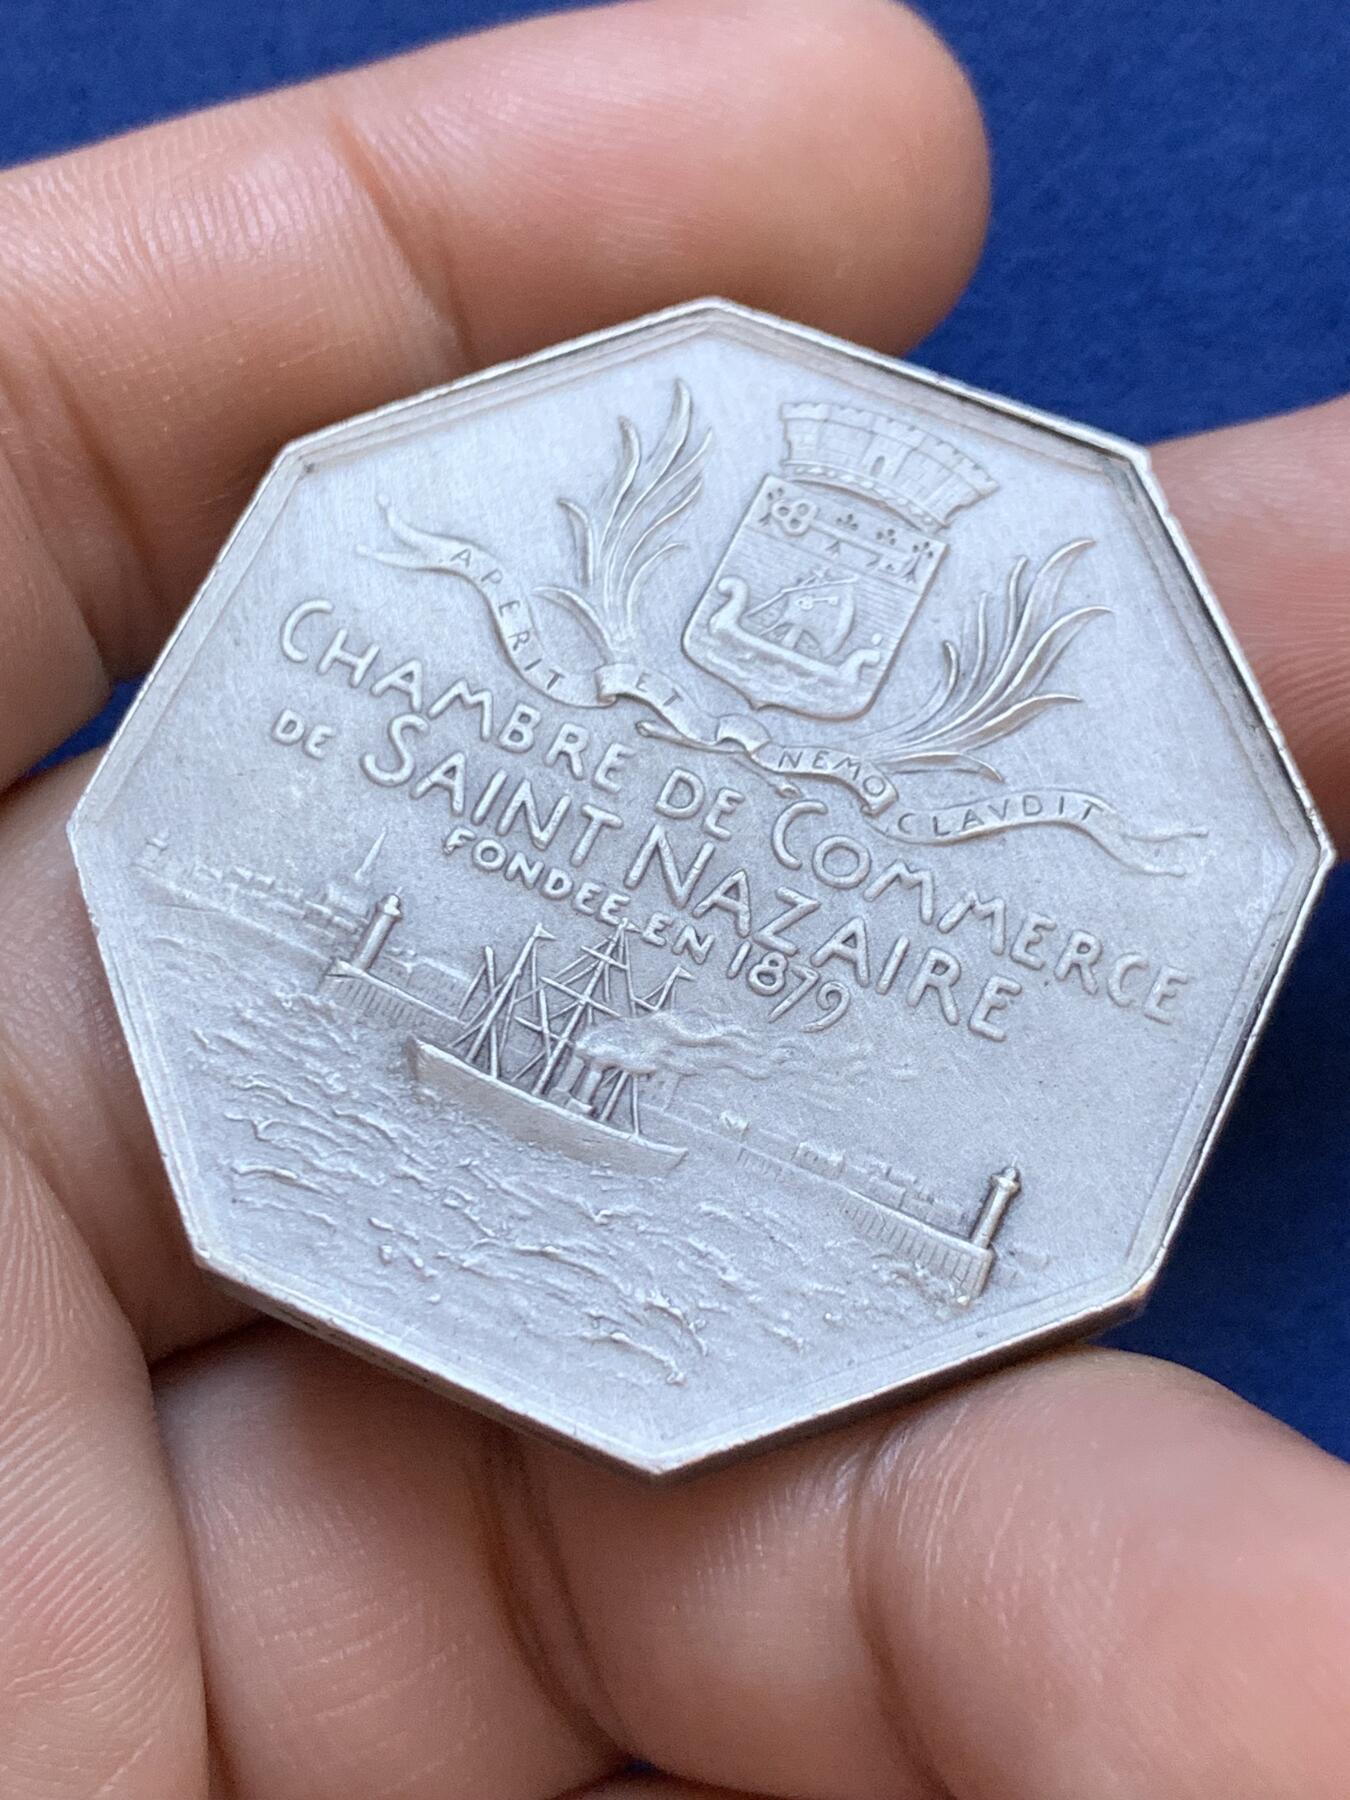 APERIT ET NEMO CLAVDIT
CHAMBRE DE COMMERCE
DE SAINT NAZAIRE
FONDEE EN 1879